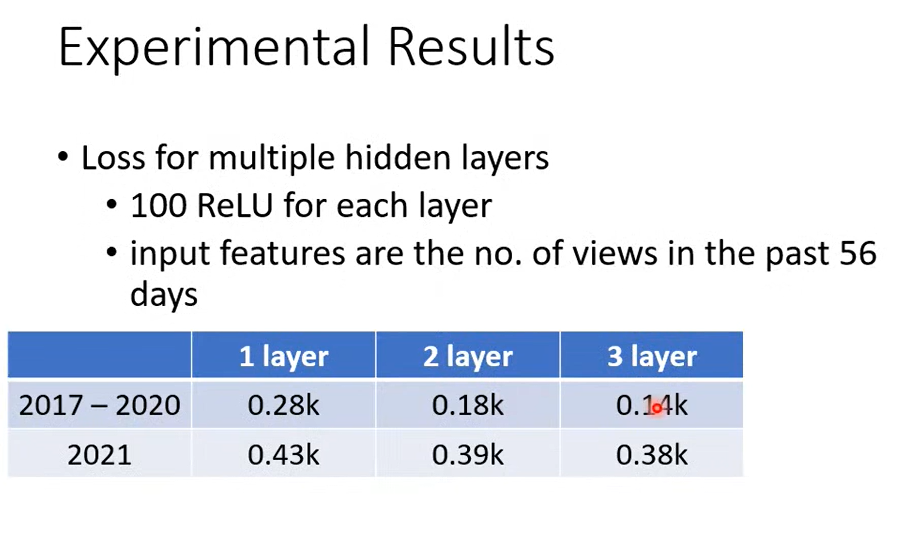 Experimental Results
• Loss for multiple hidden layers
• 100 ReLU for each layer
• input features are the no. of views in the past 56
days
1 layer 2 layer 3 layer
2017 – 2020 0.28k 0.18k 0.14k
2021 0.43k 0.39k 0.38k